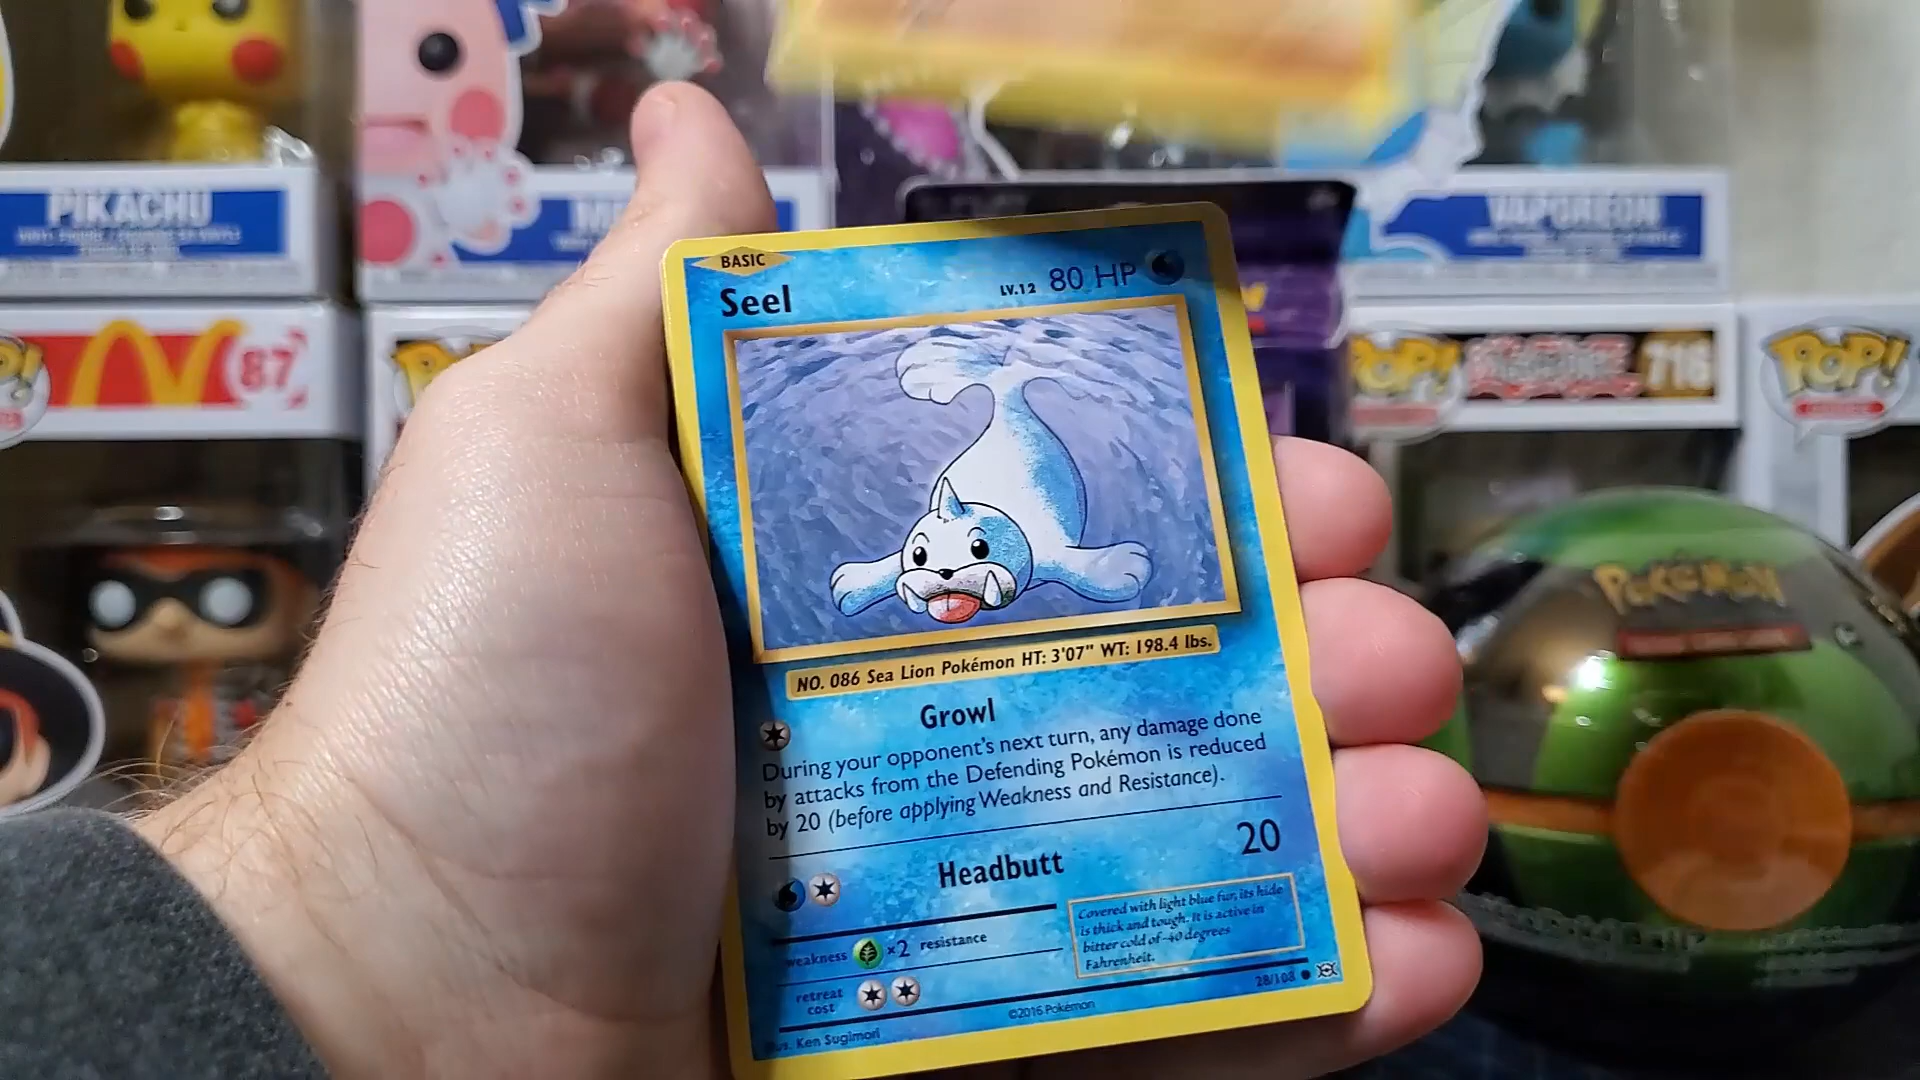 PIKACHU
VAPOREON
87
POP!
716
POP!
POKÉMON
BASIC
Seel
LV.12 80 HP
NO. 086 Sea Lion Pokémon HT: 3'07" WT: 198.4 lbs.
Growl
During your opponent's next turn, any damage done
by attacks from the Defending Pokémon is reduced
by 20 (before applying Weakness and Resistance).
Headbutt 20
weakness ×2 resistance
retreat
cost
Covered with light blue fur, its hide
is thick and tough. It is active in
bitter cold of -40 degrees
Fahrenheit.
28/108
©2016 Pokémon
Illus. Ken Sugimori